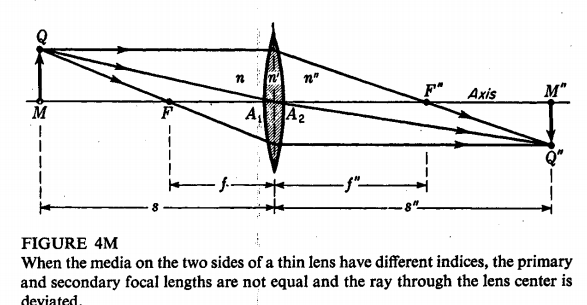 Q
n n' n"
F" Axis M"
M F A₁ A₂
Q"
f f"
s s"
FIGURE 4M
When the media on the two sides of a thin lens have different indices, the primary
and secondary focal lengths are not equal and the ray through the lens center is
deviated.